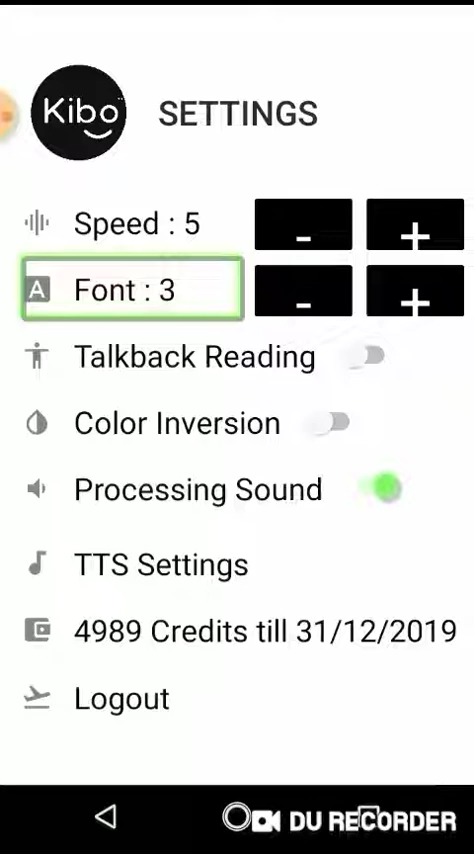 Kibo SETTINGS
Speed : 5 - +
A Font : 3 - +
Talkback Reading
Color Inversion
Processing Sound
TTS Settings
4989 Credits till 31/12/2019
Logout
DU RECORDER